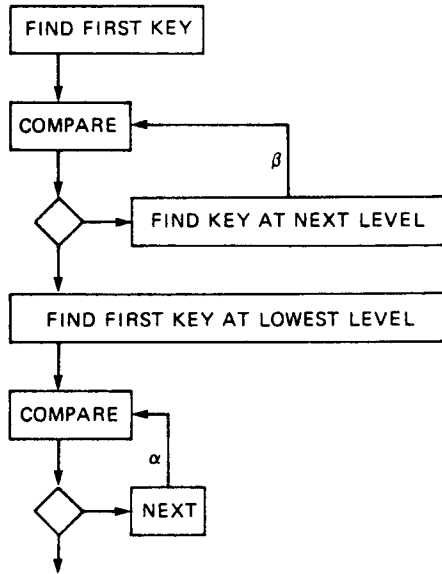 FIND FIRST KEY
COMPARE
β
FIND KEY AT NEXT LEVEL
FIND FIRST KEY AT LOWEST LEVEL
COMPARE
α
NEXT